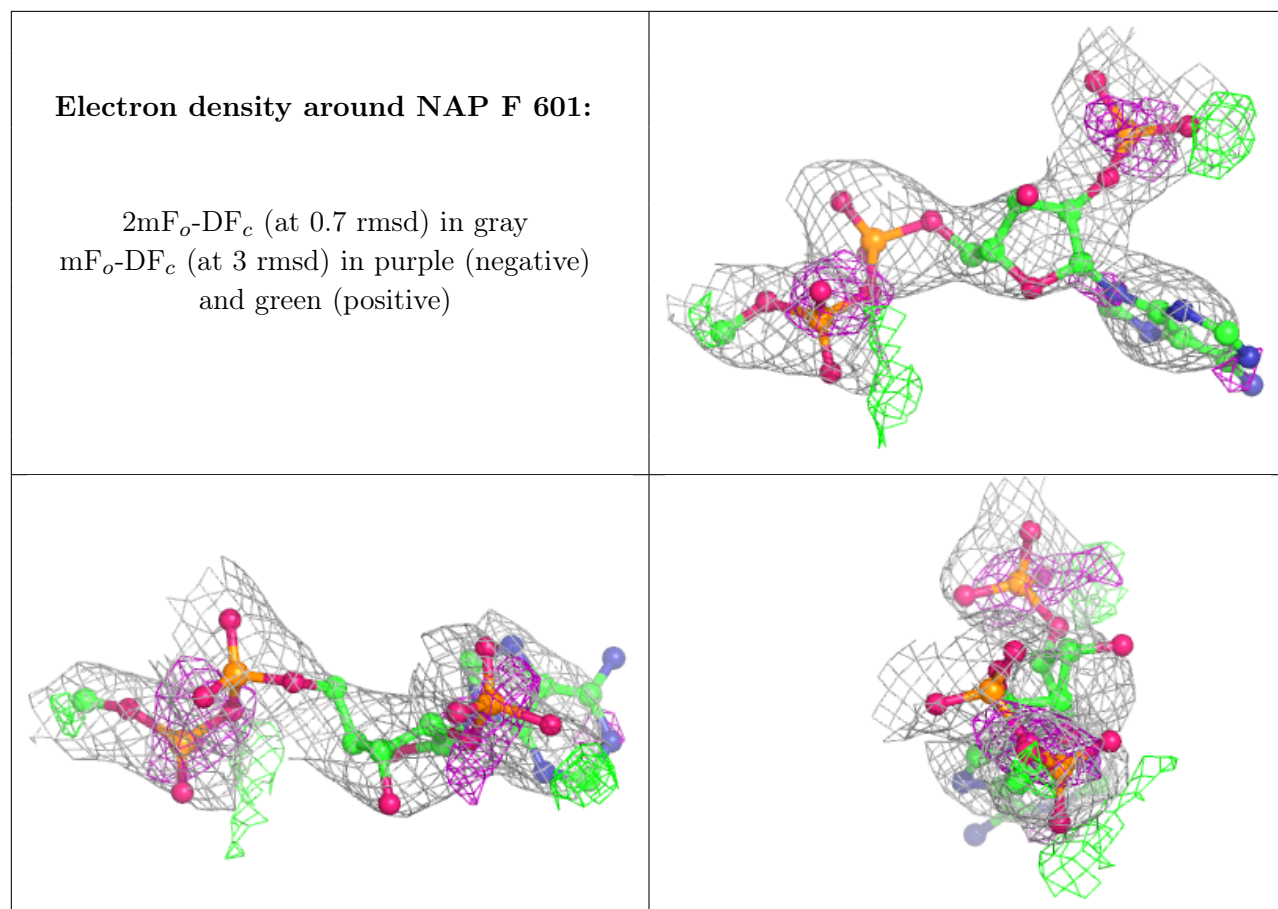 Electron density around NAP F 601:
2mFo-DFc (at 0.7 rmsd) in gray
mFo-DFc (at 3 rmsd) in purple (negative)
and green (positive)